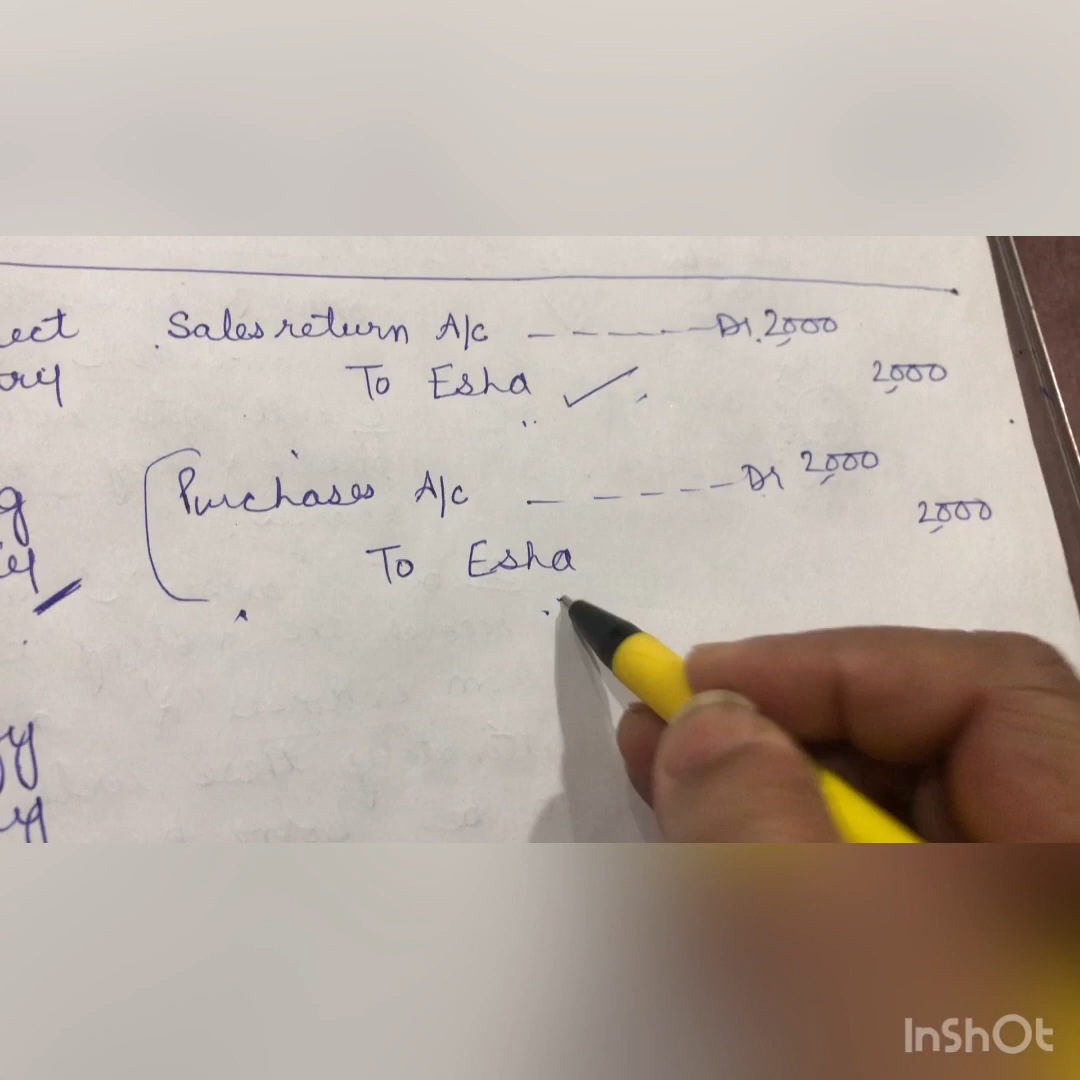 Sales return A/c - - - - - Dr. 2,000
To Esha ✓ 2,000
Purchases A/c - - - - - Dr 2,000
To Esha 2,000
InShOt